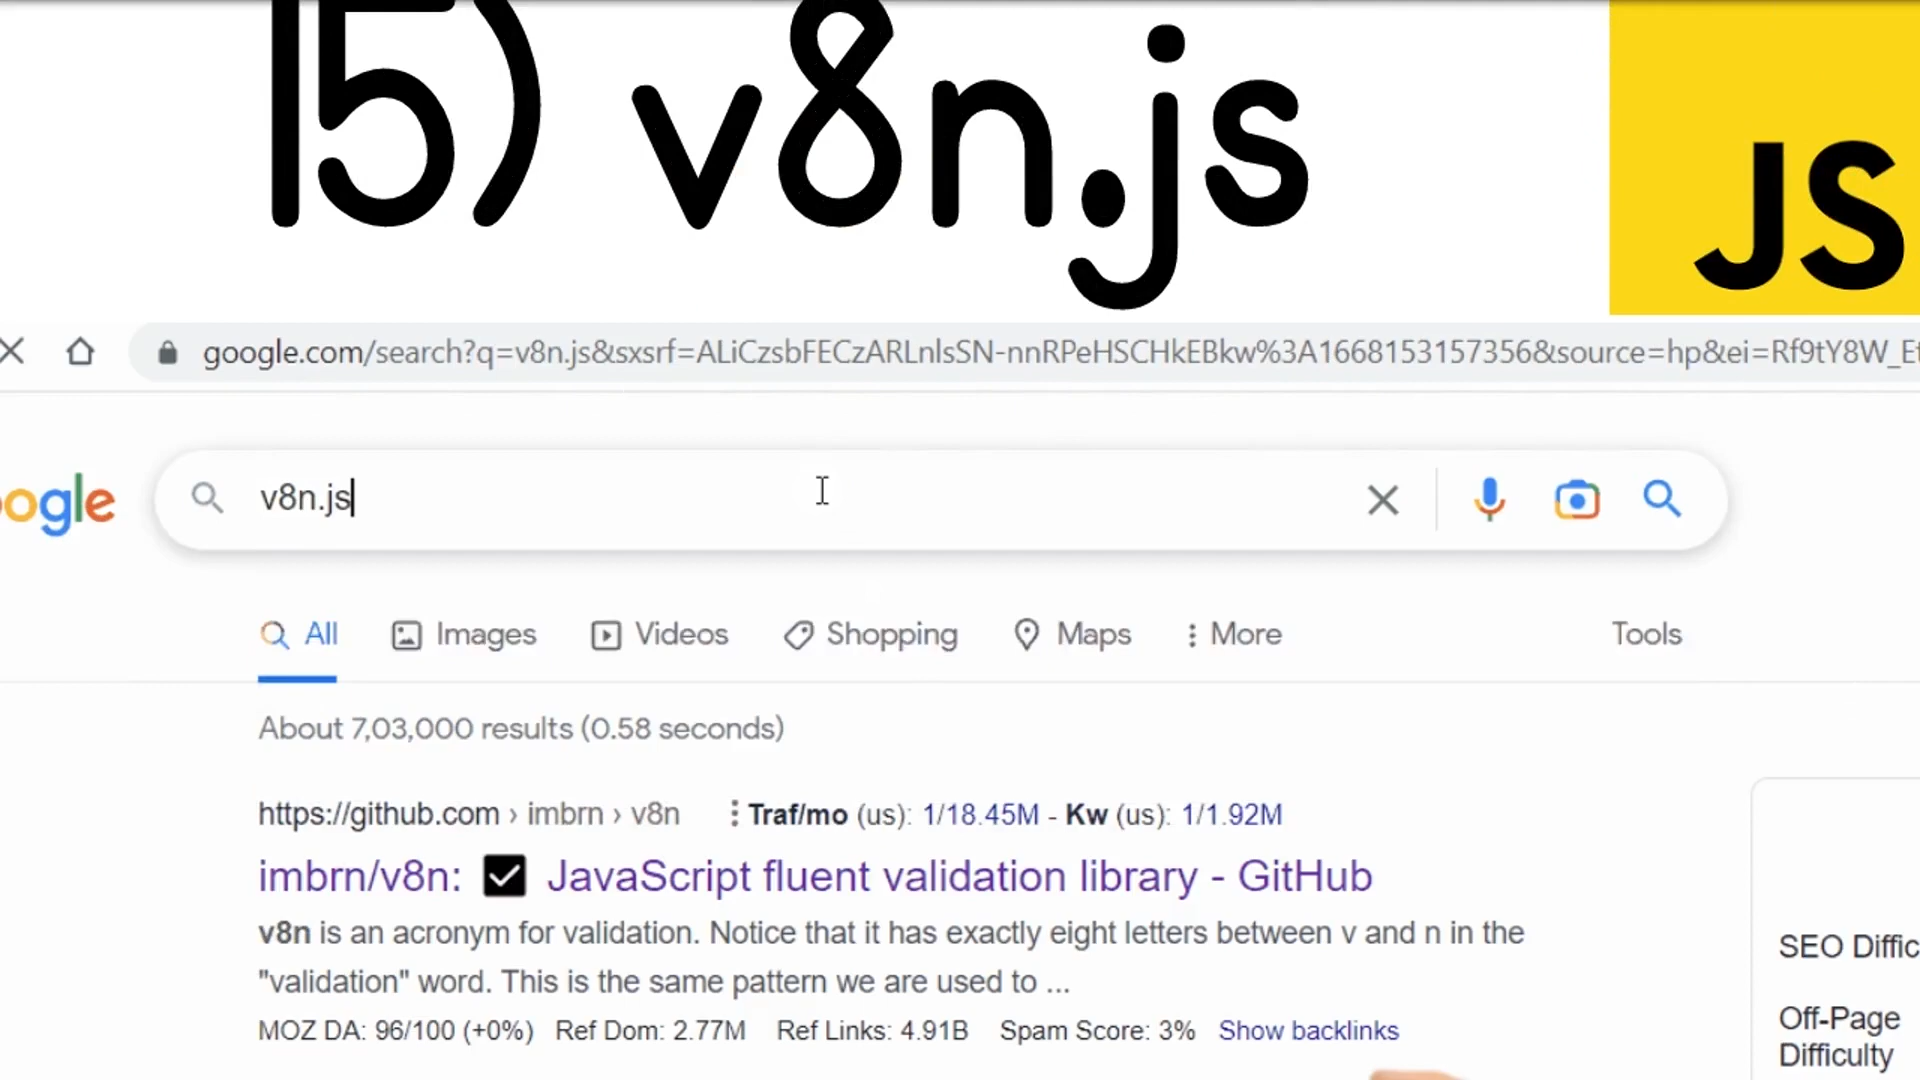 15) v8n.js
JS
google.com/search?q=v8n.js&sxsrf=ALiCzsbFECzARLnlsSN-nnRPeHSCHkEBkw%3A1668153157356&source=hp&ei=Rf9tY8W_Et
ogle
v8n.js
All Images Videos Shopping Maps More Tools
About 7,03,000 results (0.58 seconds)
https://github.com › imbrn › v8n Traf/mo (us): 1/18.45M - Kw (us): 1/1.92M
imbrn/v8n: ☑ JavaScript fluent validation library - GitHub
v8n is an acronym for validation. Notice that it has exactly eight letters between v and n in the
"validation" word. This is the same pattern we are used to ...
MOZ DA: 96/100 (+0%) Ref Dom: 2.77M Ref Links: 4.91B Spam Score: 3% Show backlinks
SEO Diffic
Off-Page
Difficulty